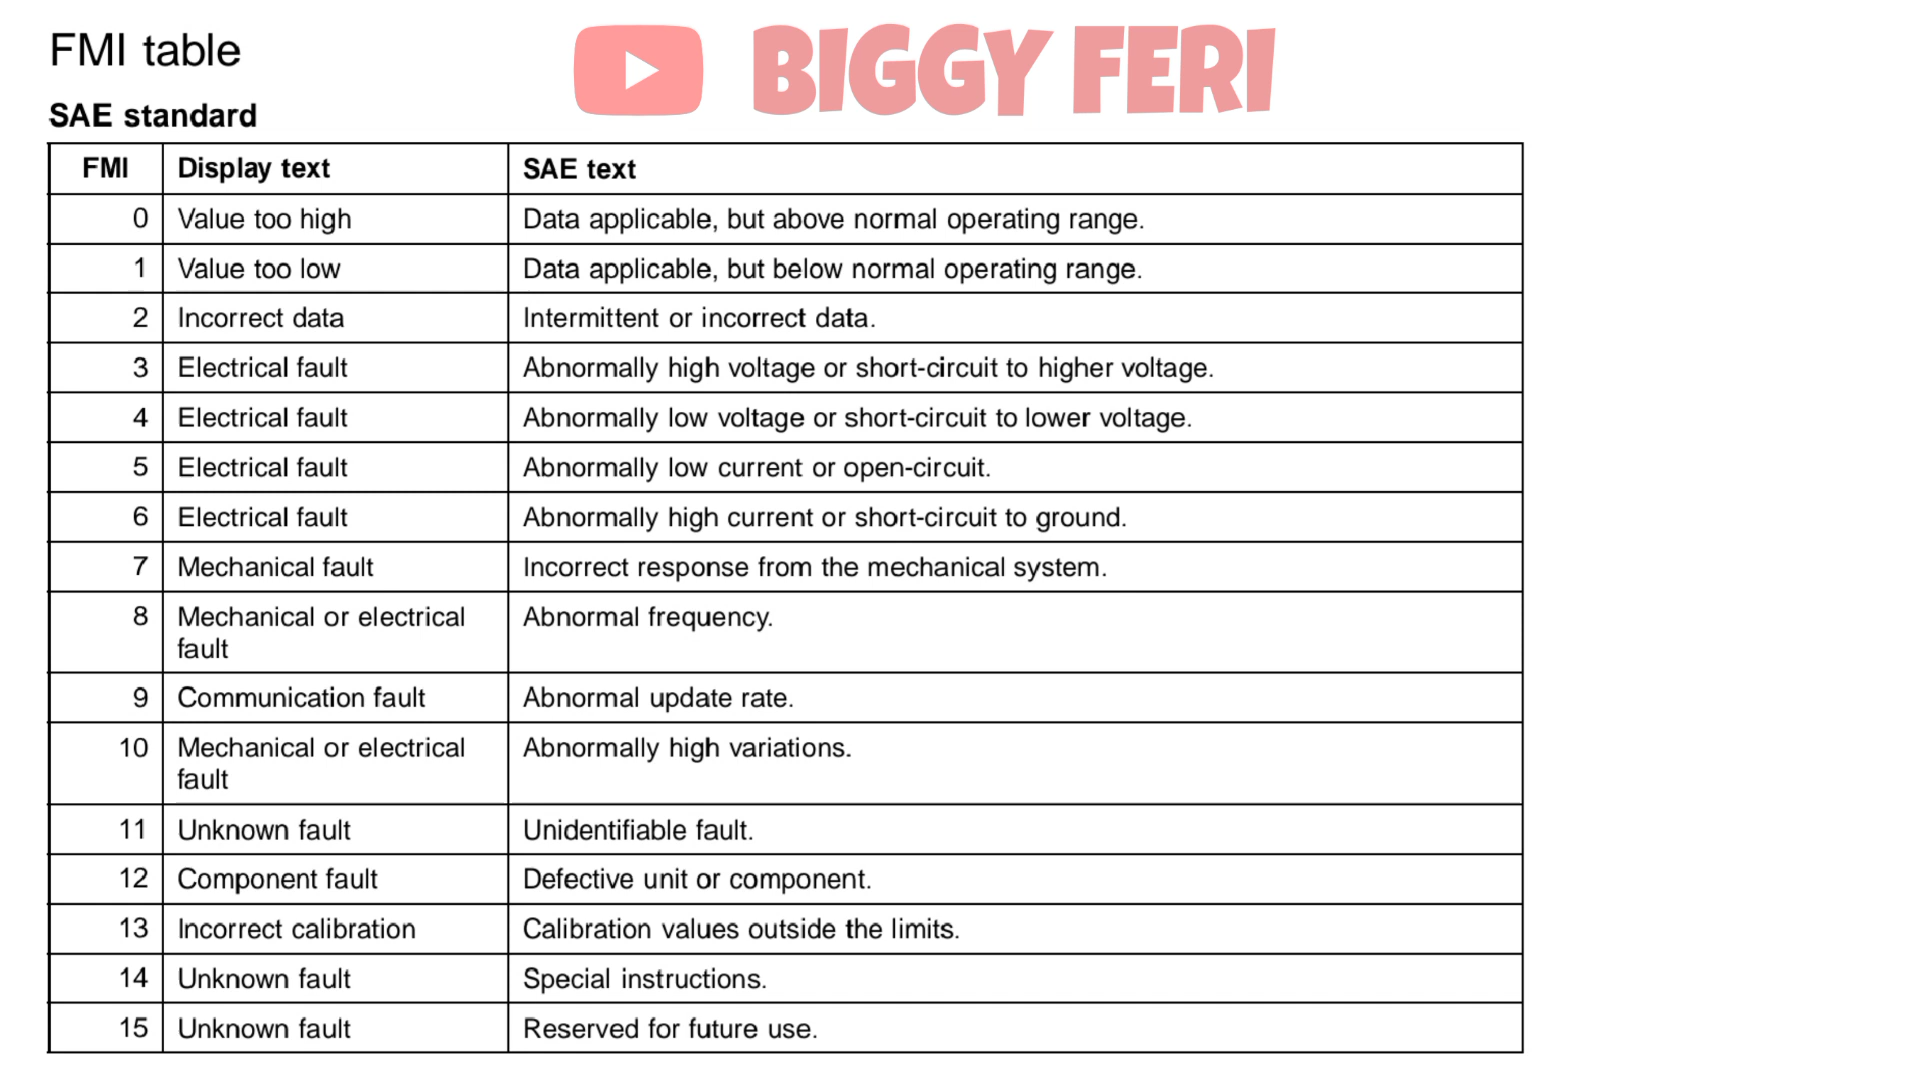 FMI table
BIGGY FERI
SAE standard
FMI Display text SAE text
0 Value too high Data applicable, but above normal operating range.
1 Value too low Data applicable, but below normal operating range.
2 Incorrect data Intermittent or incorrect data.
3 Electrical fault Abnormally high voltage or short-circuit to higher voltage.
4 Electrical fault Abnormally low voltage or short-circuit to lower voltage.
5 Electrical fault Abnormally low current or open-circuit.
6 Electrical fault Abnormally high current or short-circuit to ground.
7 Mechanical fault Incorrect response from the mechanical system.
8 Mechanical or electrical Abnormal frequency.
fault
9 Communication fault Abnormal update rate.
10 Mechanical or electrical Abnormally high variations.
fault
11 Unknown fault Unidentifiable fault.
12 Component fault Defective unit or component.
13 Incorrect calibration Calibration values outside the limits.
14 Unknown fault Special instructions.
15 Unknown fault Reserved for future use.